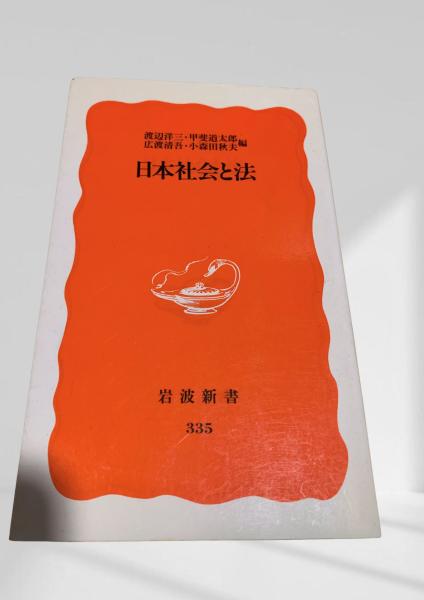 渡辺洋三・甲斐道太郎
広渡清吾・小森田秋夫 編
日本社会と法
岩波新書
335